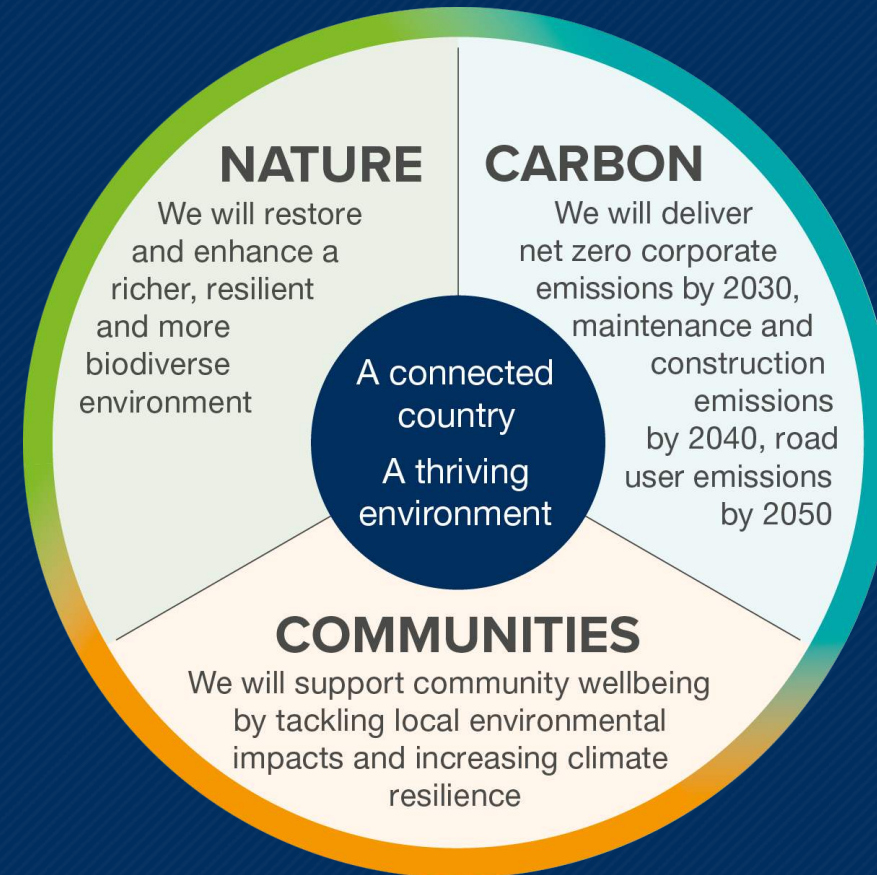 NATURE
We will restore
and enhance a
richer, resilient
and more
biodiverse
environment
CARBON
We will deliver
net zero corporate
emissions by 2030,
maintenance and
construction
emissions
by 2040, road
user emissions
by 2050
A connected
country
A thriving
environment
COMMUNITIES
We will support community wellbeing
by tackling local environmental
impacts and increasing climate
resilience